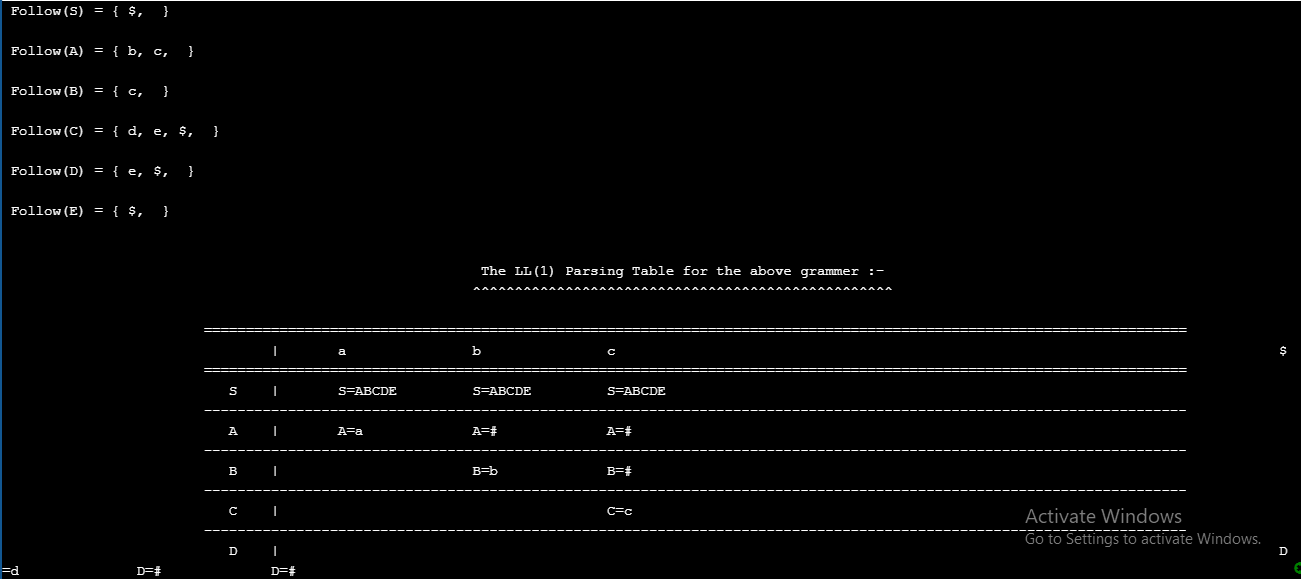 Follow(S) = { $,  }
Follow(A) = { b, c,  }
Follow(B) = { c,  }
Follow(C) = { d, e, $,  }
Follow(D) = { e, $,  }
Follow(E) = { $,  }
The LL(1) Parsing Table for the above grammer :-
^^^^^^^^^^^^^^^^^^^^^^^^^^^^^^^^^^^^^^^^^^^^^^^^^^
| a b c $
S | S=ABCDE S=ABCDE S=ABCDE
A | A=a A=# A=#
B | B=b B=#
C | C=c
D | D
=d D=# D=#
Activate Windows
Go to Settings to activate Windows.